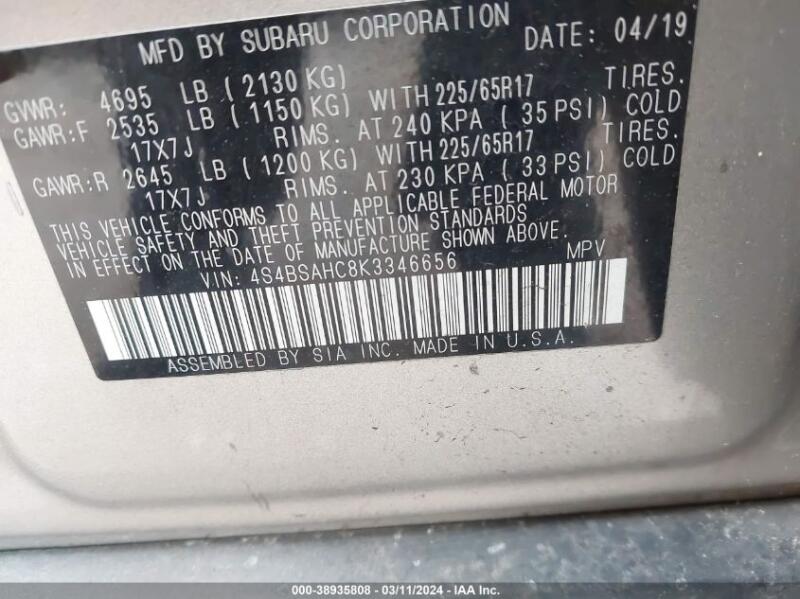 MFD BY SUBARU CORPORATION DATE: 04/19
GVWR: 4695 LB (2130 KG)
GAWR:F 2535 LB (1150 KG) WITH 225/65R17 TIRES.
17X7J RIMS. AT 240 KPA (35 PSI) COLD
GAWR:R 2645 LB (1200 KG) WITH 225/65R17 TIRES.
17X7J RIMS. AT 230 KPA (33 PSI) COLD
THIS VEHICLE CONFORMS TO ALL APPLICABLE FEDERAL MOTOR
VEHICLE SAFETY AND THEFT PREVENTION STANDARDS
IN EFFECT ON THE DATE OF MANUFACTURE SHOWN ABOVE.
VIN: 4S4BSAHC8K3346656 MPV
ASSEMBLED BY SIA INC. MADE IN U.S.A.
000-38935808 - 03/11/2024 - IAA Inc.